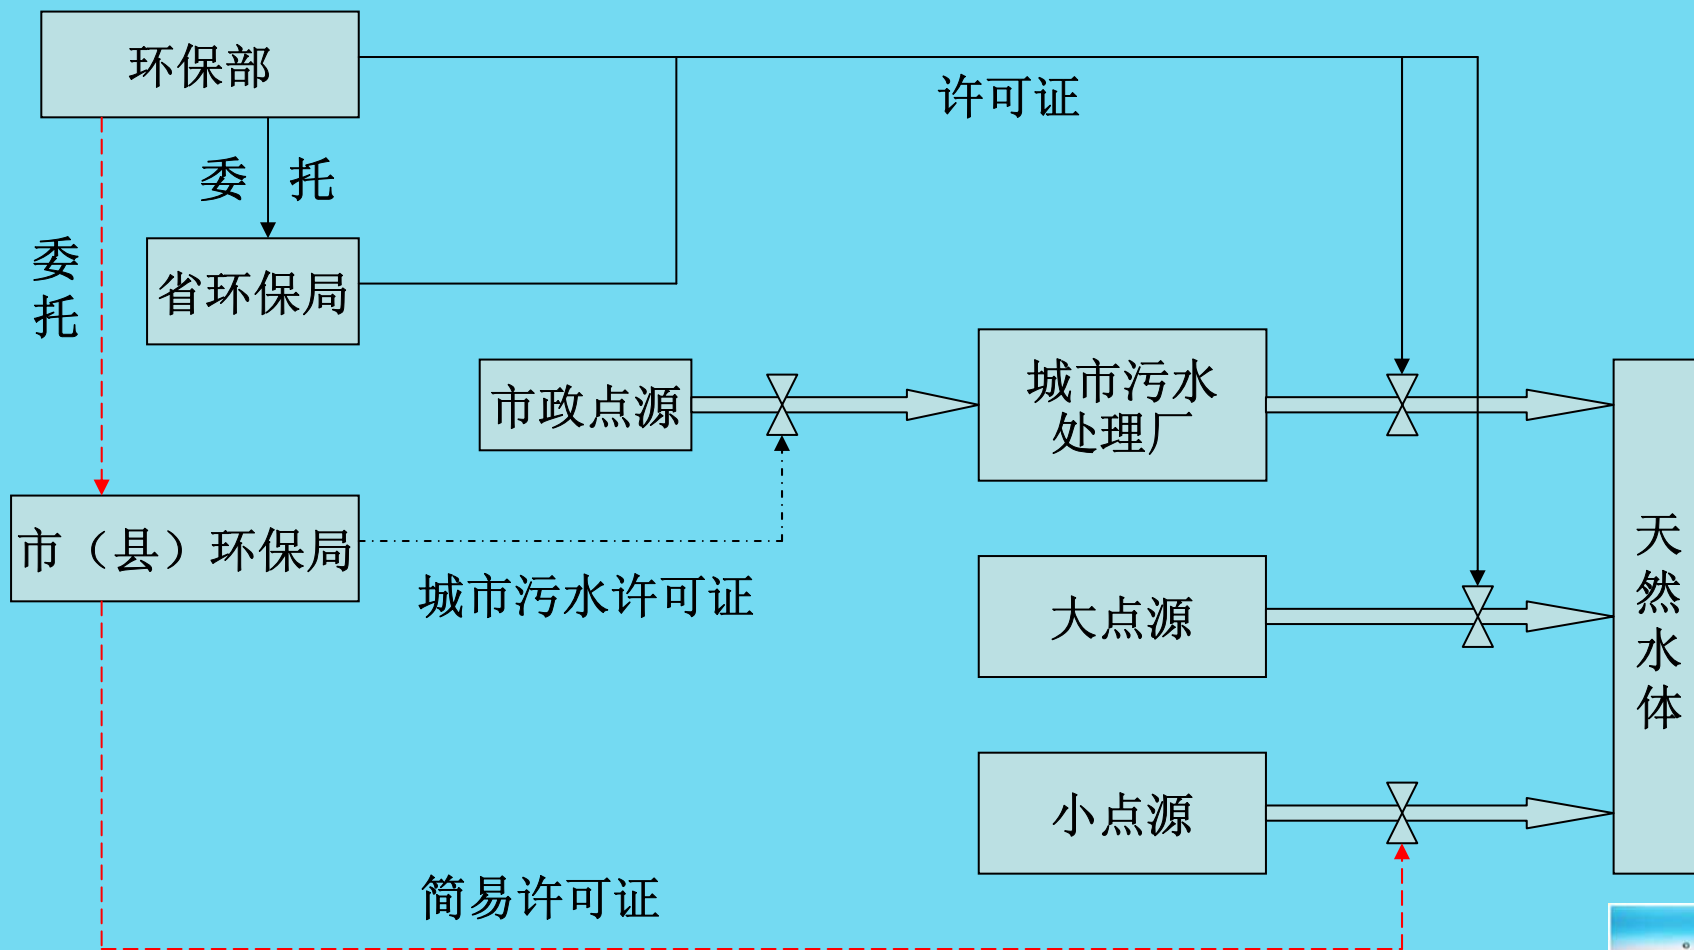 环保部
许可证
委 托
委
托
省环保局
市政点源
城市污水
处理厂
市（县）环保局
城市污水许可证
大点源
天
然
水
体
小点源
简易许可证